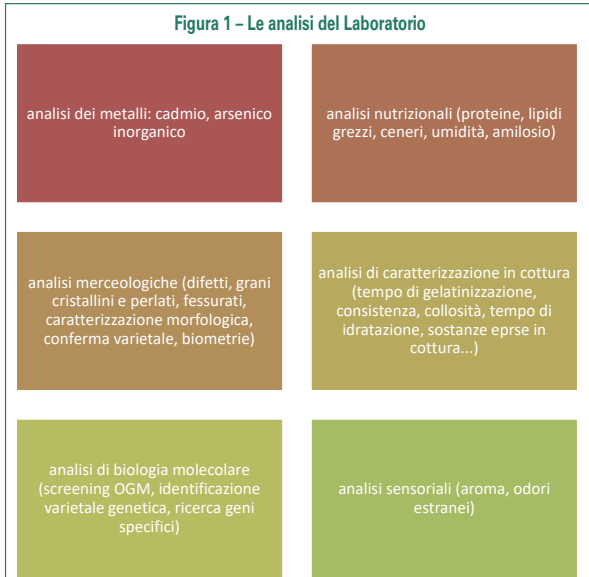 Figura 1 – Le analisi del Laboratorio
analisi dei metalli: cadmio, arsenico
inorganico
analisi nutrizionali (proteine, lipidi
grezzi, ceneri, umidità, amilosio)
analisi merceologiche (difetti, grani
cristallini e perlati, fessurati,
caratterizzazione morfologica,
conferma varietale, biometrie)
analisi di caratterizzazione in cottura
(tempo di gelatinizzazione,
consistenza, collosità, tempo di
idratazione, sostanze eprse in
cottura...)
analisi di biologia molecolare
(screening OGM, identificazione
varietale genetica, ricerca geni
specifici)
analisi sensoriali (aroma, odori
estranei)